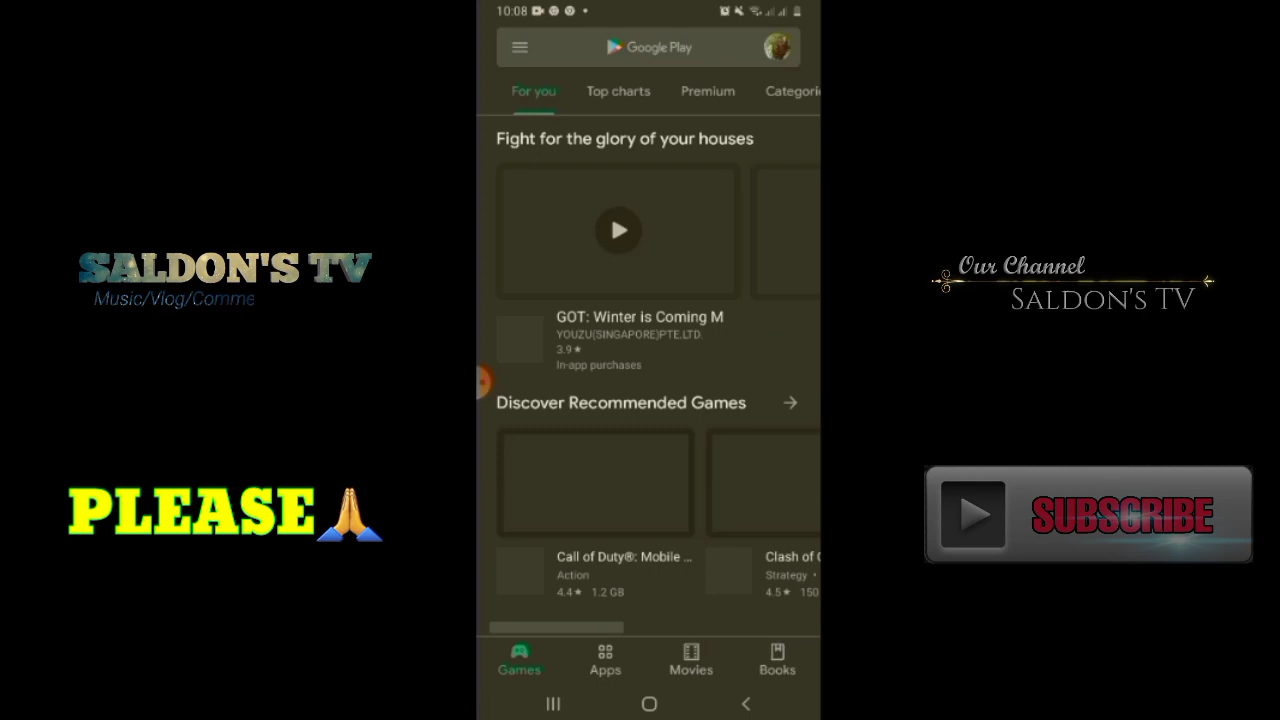 10:08
Google Play
For you
Top charts
Premium
Categori
Fight for the glory of your houses
GOT: Winter is Coming M
YOUZU(SINGAPORE)PTE.LTD.
3.9★
In-app purchases
Discover Recommended Games
Call of Duty®: Mobile ...
Action
4.4★ 1.2 GB
Clash of C
Strategy •
4.5★ 150
Games
Apps
Movies
Books
SALDON'S TV
Music/Vlog/Comme
PLEASE🙏
Our Channel
SALDON'S TV
SUBSCRIBE